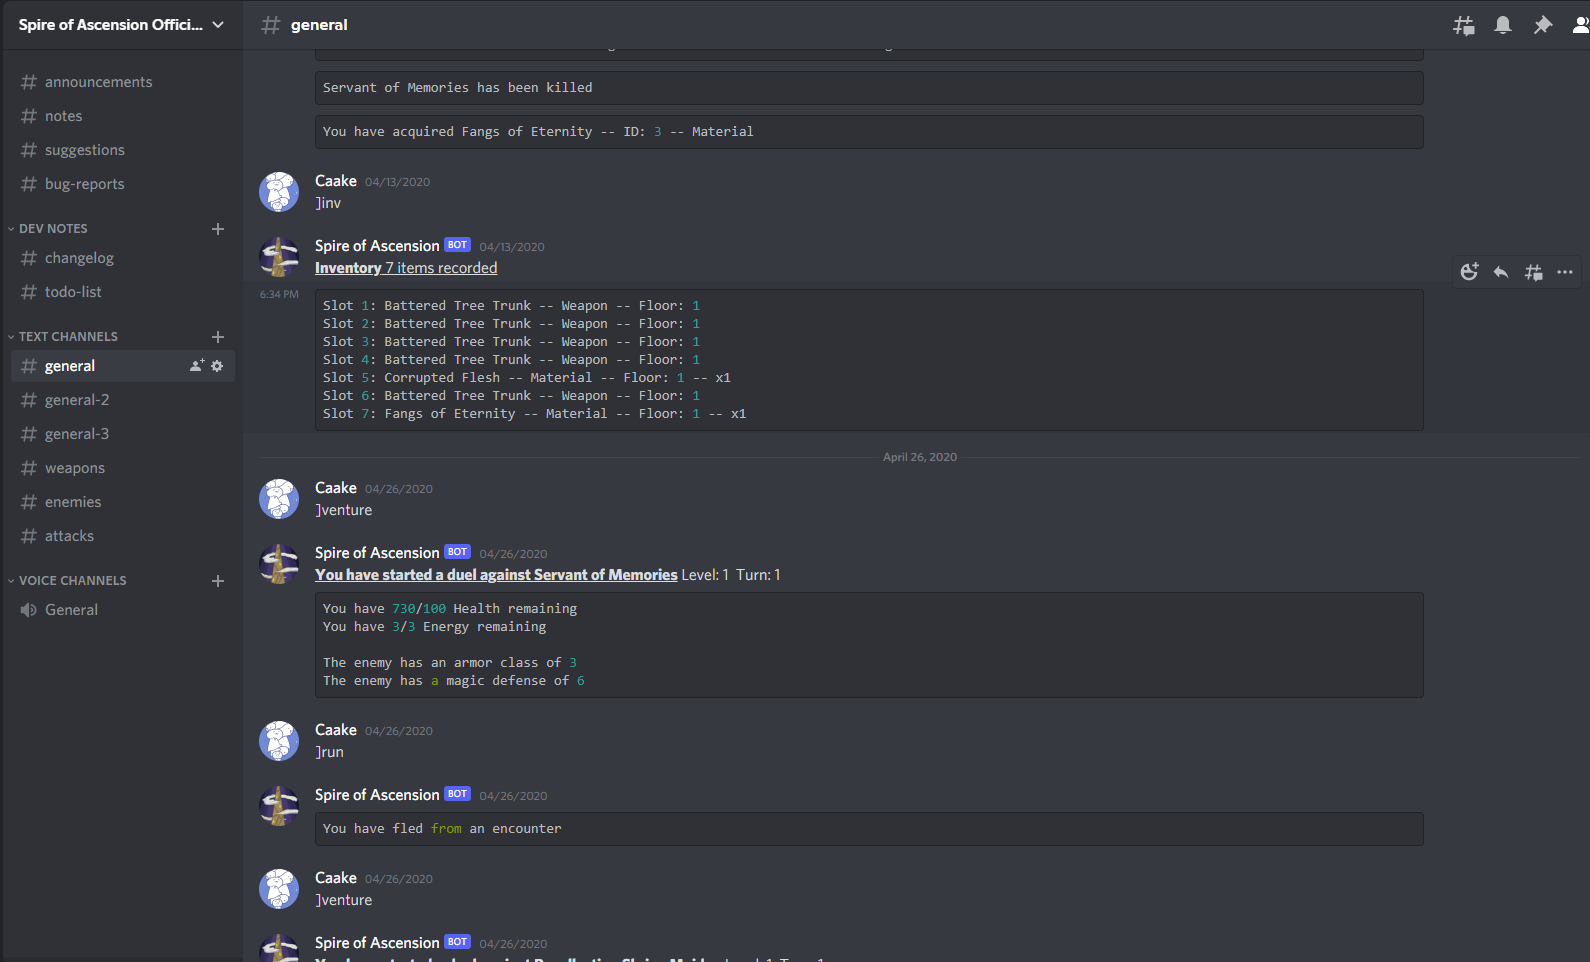 Spire of Ascension Offici...
announcements
notes
suggestions
bug-reports
DEV NOTES
changelog
todo-list
TEXT CHANNELS
general
general-2
general-3
weapons
enemies
attacks
VOICE CHANNELS
General
general
Servant of Memories has been killed
You have acquired Fangs of Eternity -- ID: 3 -- Material
Caake 04/13/2020
]inv
Spire of Ascension BOT 04/13/2020
Inventory 7 items recorded
6:34 PM
Slot 1: Battered Tree Trunk -- Weapon -- Floor: 1
Slot 2: Battered Tree Trunk -- Weapon -- Floor: 1
Slot 3: Battered Tree Trunk -- Weapon -- Floor: 1
Slot 4: Battered Tree Trunk -- Weapon -- Floor: 1
Slot 5: Corrupted Flesh -- Material -- Floor: 1 -- x1
Slot 6: Battered Tree Trunk -- Weapon -- Floor: 1
Slot 7: Fangs of Eternity -- Material -- Floor: 1 -- x1
April 26, 2020
Caake 04/26/2020
]venture
Spire of Ascension BOT 04/26/2020
You have started a duel against Servant of Memories Level: 1 Turn: 1
You have 730/100 Health remaining
You have 3/3 Energy remaining
The enemy has an armor class of 3
The enemy has a magic defense of 6
Caake 04/26/2020
]run
Spire of Ascension BOT 04/26/2020
You have fled from an encounter
Caake 04/26/2020
]venture
Spire of Ascension BOT 04/26/2020